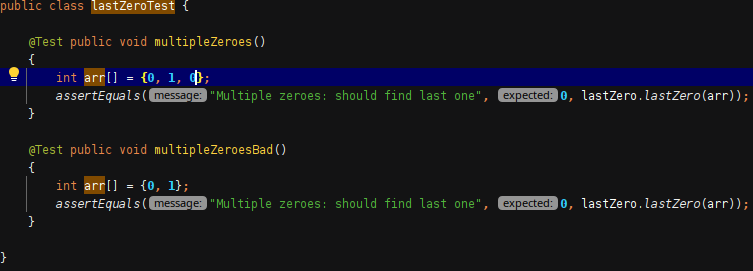 public class lastZeroTest {
@Test public void multipleZeroes()
{
int arr[] = {0, 1, 0};
assertEquals( message: "Multiple zeroes: should find last one", expected: 0, lastZero.lastZero(arr));
}
@Test public void multipleZeroesBad()
{
int arr[] = {0, 1};
assertEquals( message: "Multiple zeroes: should find last one", expected: 0, lastZero.lastZero(arr));
}
}